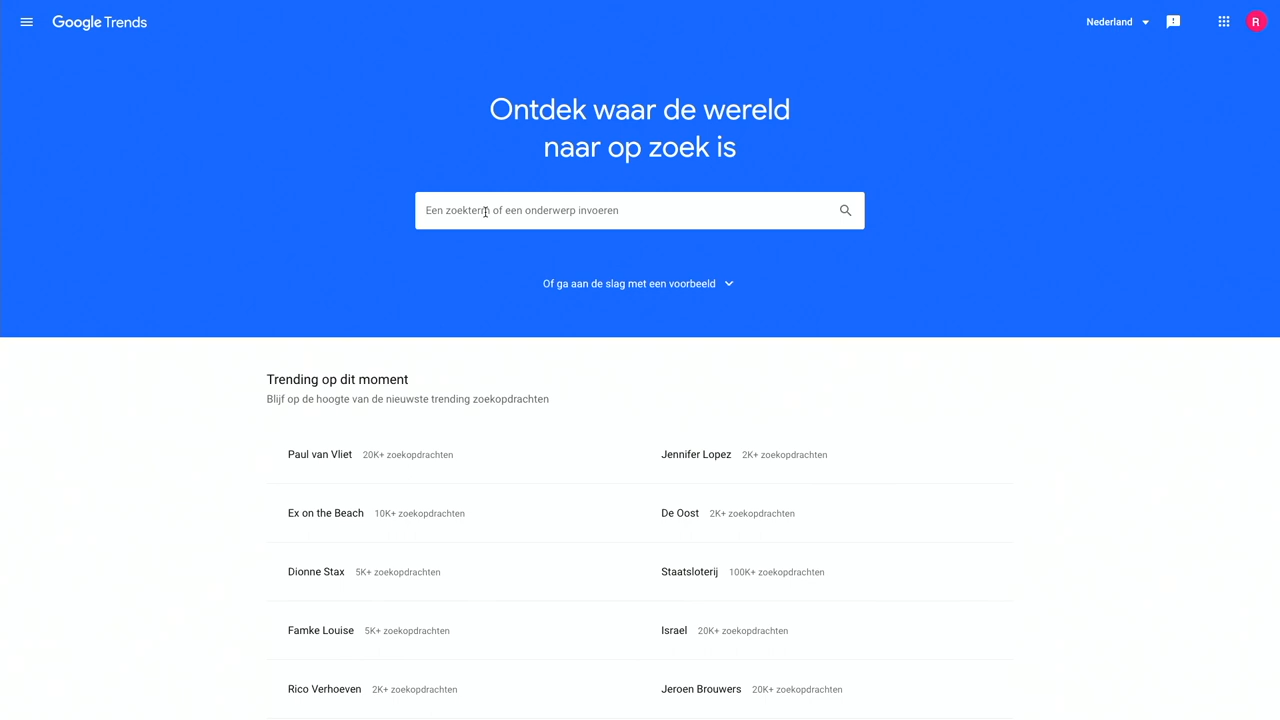 Google Trends
Nederland
R
Ontdek waar de wereld
naar op zoek is
Een zoekterm of een onderwerp invoeren
Of ga aan de slag met een voorbeeld
Trending op dit moment
Blijf op de hoogte van de nieuwste trending zoekopdrachten
Paul van Vliet 20K+ zoekopdrachten
Jennifer Lopez 2K+ zoekopdrachten
Ex on the Beach 10K+ zoekopdrachten
De Oost 2K+ zoekopdrachten
Dionne Stax 5K+ zoekopdrachten
Staatsloterij 100K+ zoekopdrachten
Famke Louise 5K+ zoekopdrachten
Israel 20K+ zoekopdrachten
Rico Verhoeven 2K+ zoekopdrachten
Jeroen Brouwers 20K+ zoekopdrachten